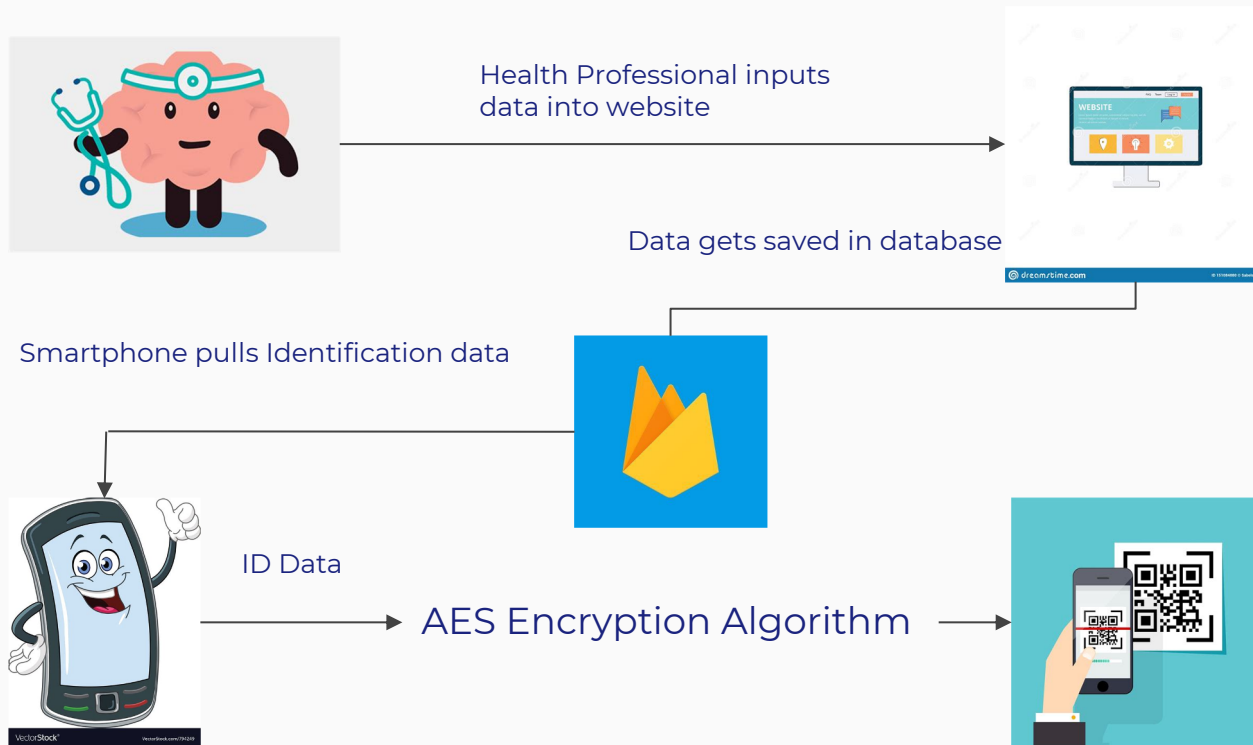 Health Professional inputs
data into website
WEBSITE
Data gets saved in database
dreamstime.com
Smartphone pulls Identification data
ID Data
AES Encryption Algorithm
VectorStock®
VectorStock.com/794249